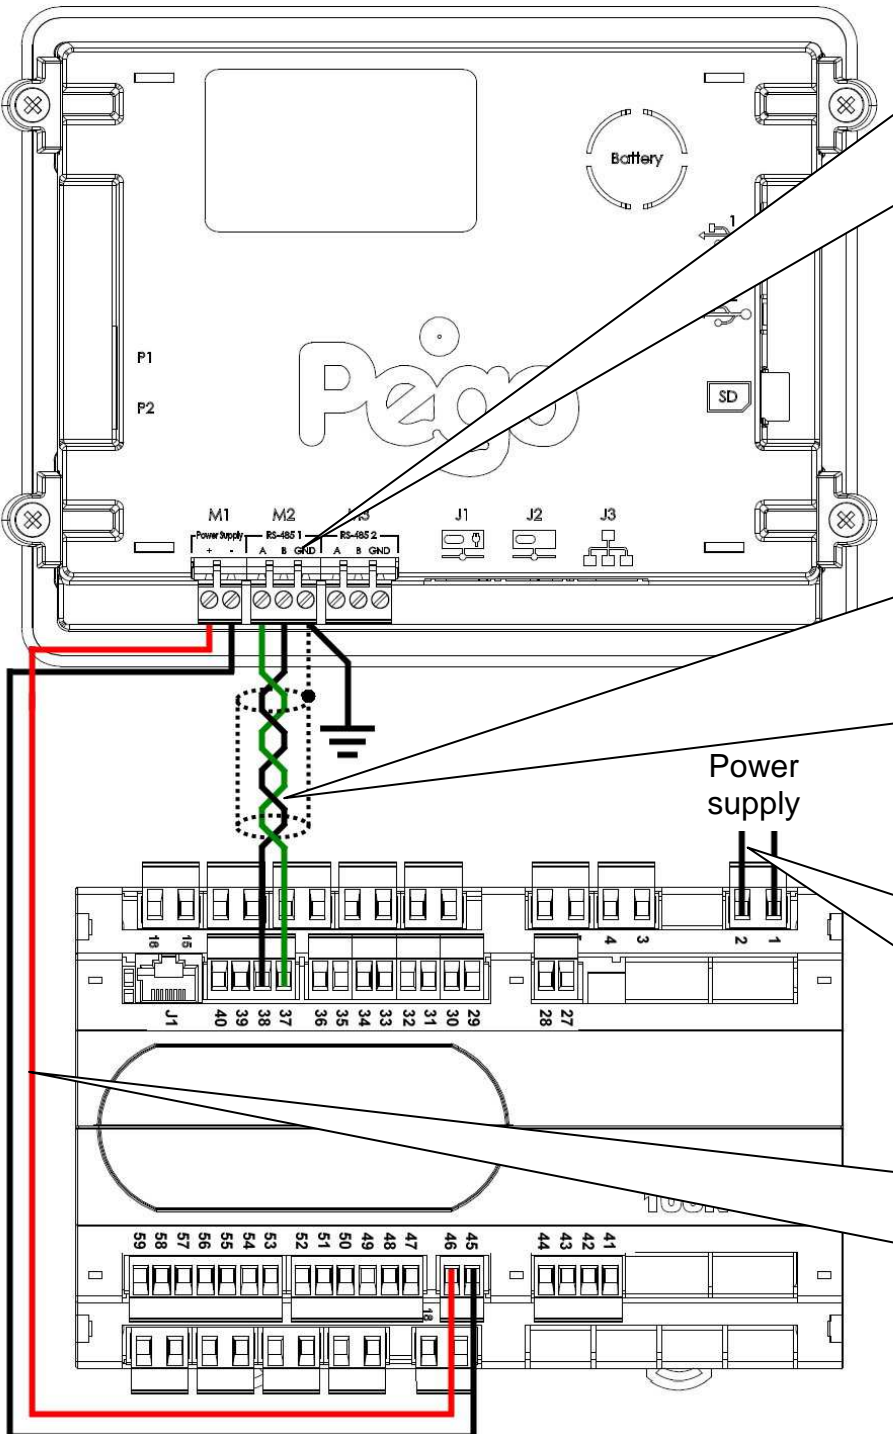 Battery
1
P1
P2
Pego
SD
M1 M2 J1 J2 J3
Power Supply RS-485 1 RS-485 2
+ - A B GND A B GND
Power
supply
16 15 4 3 2 1
J1 40 39 38 37 36 35 34 33 32 31 30 29 28 27
59 58 57 56 55 54 53 52 51 50 49 48 47 46 45 44 43 42 41
18